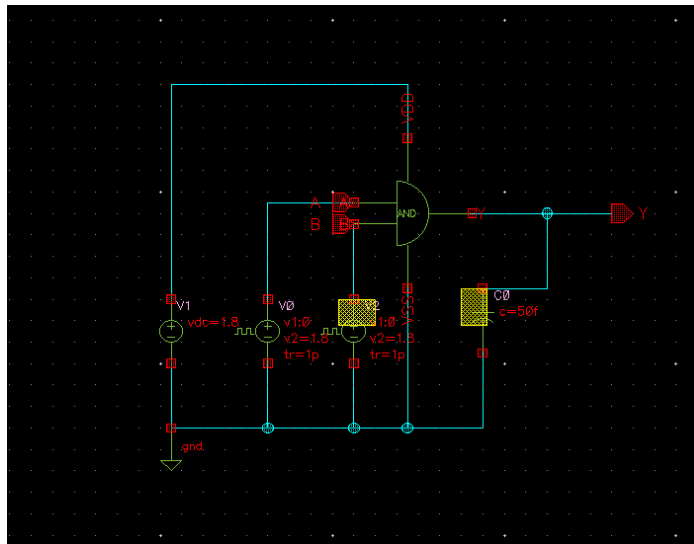 VDD
A
A
B
B
AND
Y
Y
VSS
V1
vdc=1.8
V0
v1:0
v2=1.8
tr=1p
V2
v1:0
v2=1.8
tr=1p
C0
c=50f
gnd